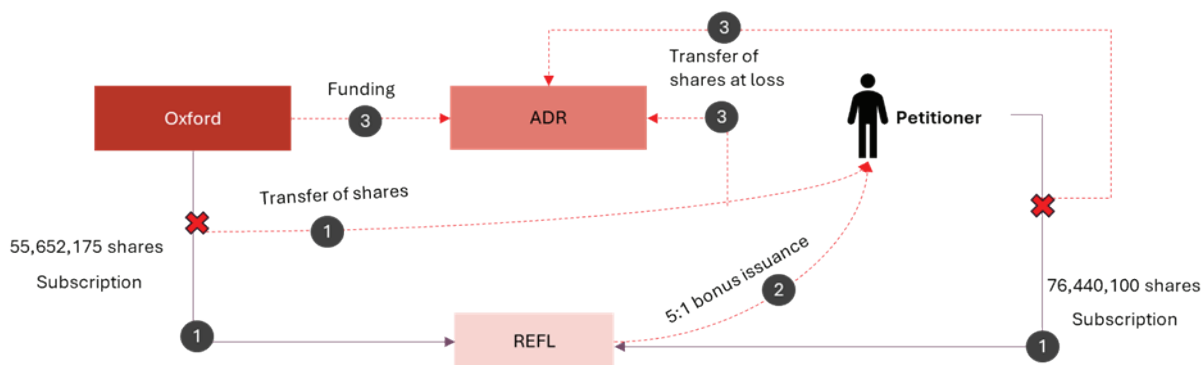 3
Transfer of
shares at loss
Funding
Oxford
3
ADR
3
Petitioner
Transfer of shares
1
55,652,175 shares
Subscription
5:1 bonus issuance
2
76,440,100 shares
Subscription
1
REFL
1